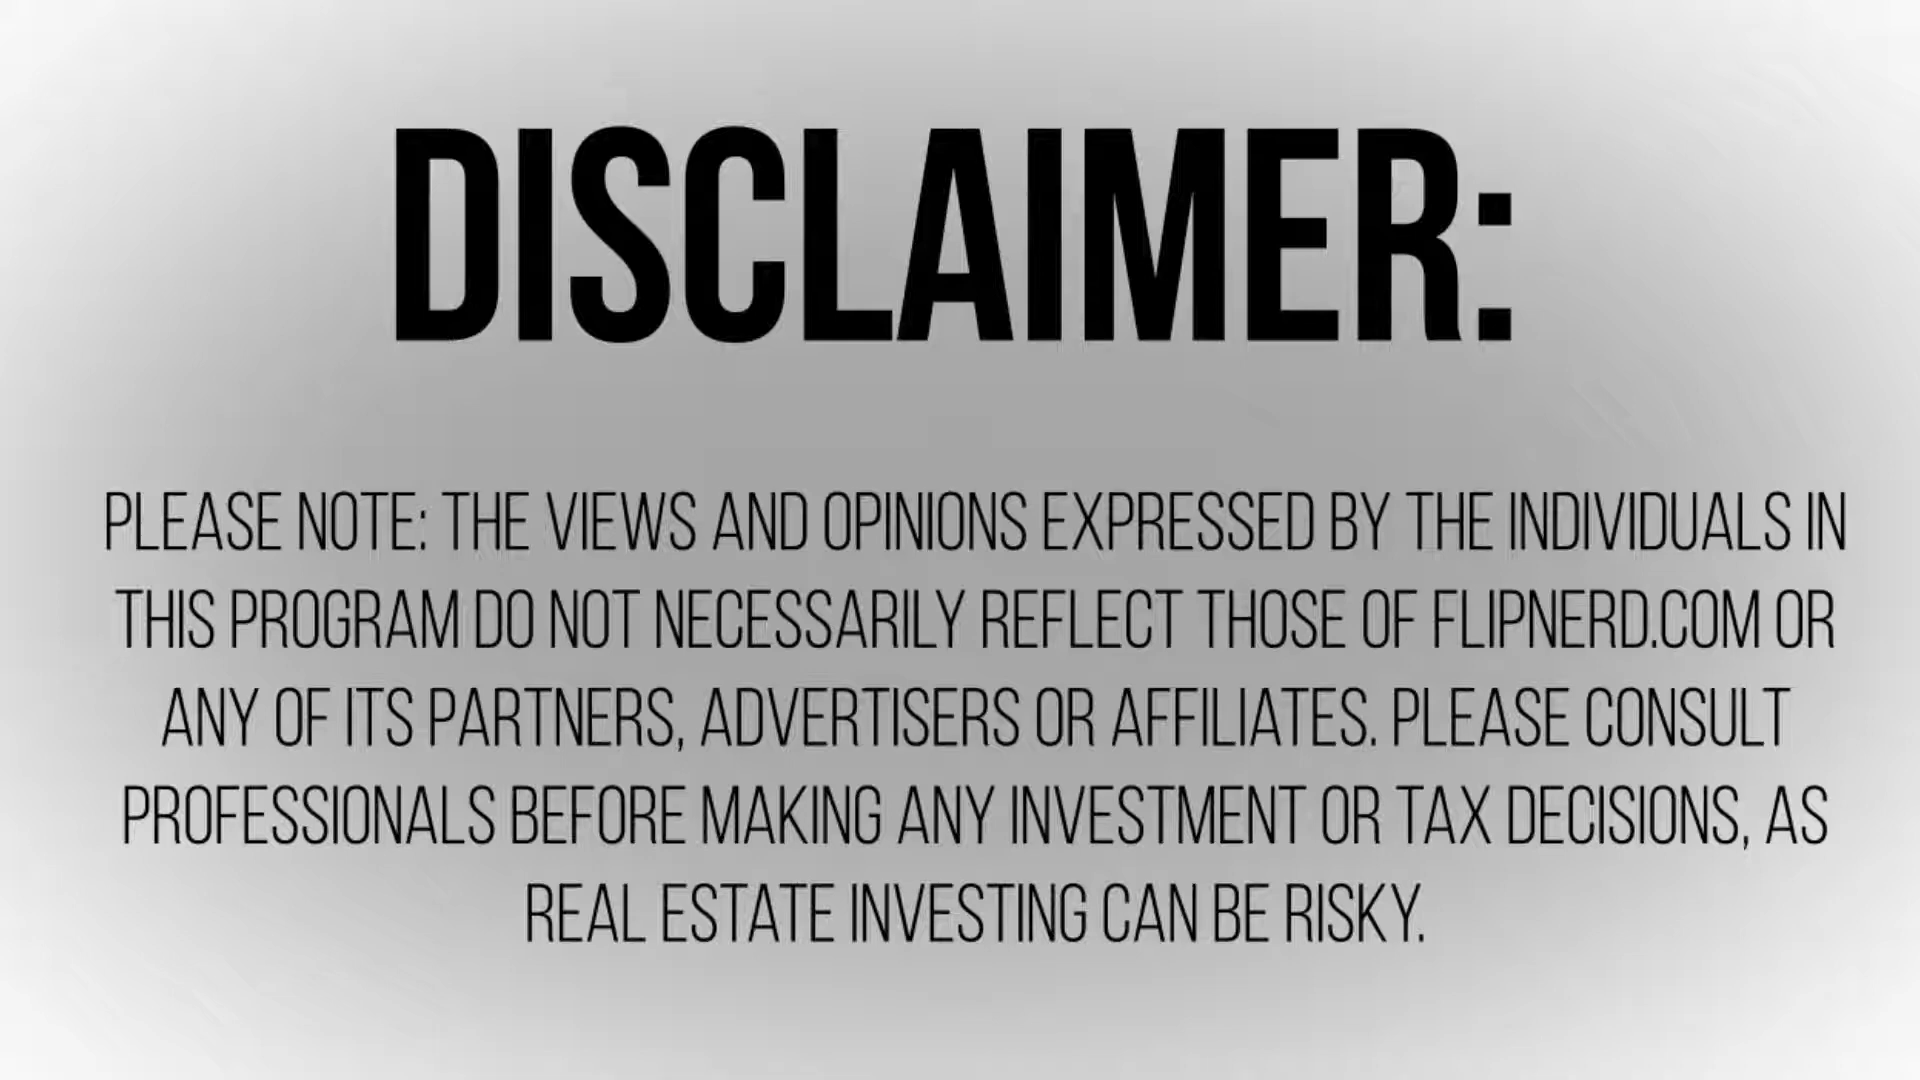 DISCLAIMER:
PLEASE NOTE: THE VIEWS AND OPINIONS EXPRESSED BY THE INDIVIDUALS IN
THIS PROGRAM DO NOT NECESSARILY REFLECT THOSE OF FLIPNERD.COM OR
ANY OF ITS PARTNERS, ADVERTISERS OR AFFILIATES. PLEASE CONSULT
PROFESSIONALS BEFORE MAKING ANY INVESTMENT OR TAX DECISIONS, AS
REAL ESTATE INVESTING CAN BE RISKY.